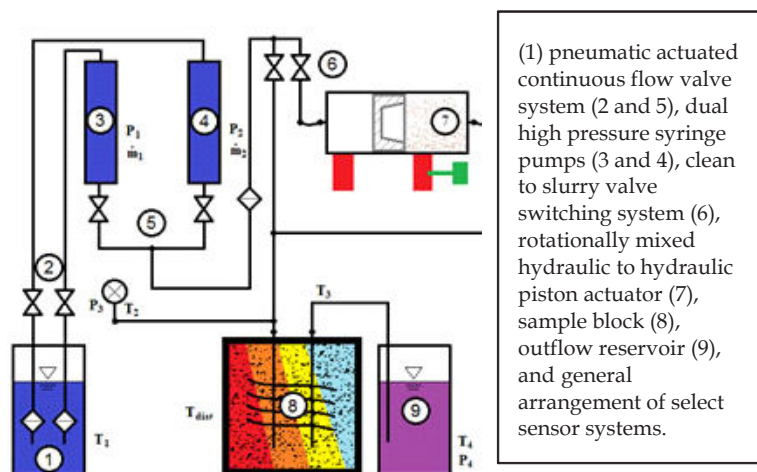 (1) pneumatic actuated
continuous flow valve
system (2 and 5), dual
high pressure syringe
pumps (3 and 4), clean
to slurry valve
switching system (6),
rotationally mixed
hydraulic to hydraulic
piston actuator (7),
sample block (8),
outflow reservoir (9),
and general
arrangement of select
sensor systems.
6
3
4
7
P1
ṁ1
P2
ṁ2
5
2
P3
T2
T3
8
9
Tdist
T1
1
T4
P4